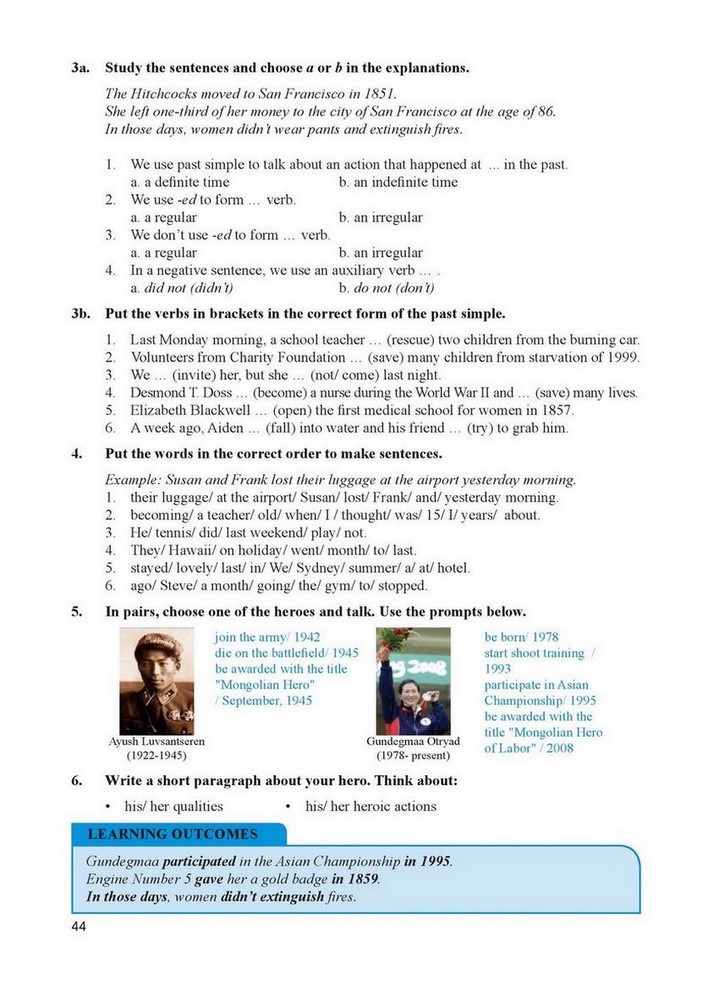 3a. Study the sentences and choose a or b in the explanations.
The Hitchcocks moved to San Francisco in 1851.
She left one-third of her money to the city of San Francisco at the age of 86.
In those days, women didn't wear pants and extinguish fires.
1. We use past simple to talk about an action that happened at ... in the past.
a. a definite time b. an indefinite time
2. We use -ed to form ... verb.
a. a regular b. an irregular
3. We don't use -ed to form ... verb.
a. a regular b. an irregular
4. In a negative sentence, we use an auxiliary verb ... .
a. did not (didn't) b. do not (don't)
3b. Put the verbs in brackets in the correct form of the past simple.
1. Last Monday morning, a school teacher ... (rescue) two children from the burning car.
2. Volunteers from Charity Foundation ... (save) many children from starvation of 1999.
3. We ... (invite) her, but she ... (not/ come) last night.
4. Desmond T. Doss ... (become) a nurse during the World War II and ... (save) many lives.
5. Elizabeth Blackwell ... (open) the first medical school for women in 1857.
6. A week ago, Aiden ... (fall) into water and his friend ... (try) to grab him.
4. Put the words in the correct order to make sentences.
Example: Susan and Frank lost their luggage at the airport yesterday morning.
1. their luggage/ at the airport/ Susan/ lost/ Frank/ and/ yesterday morning.
2. becoming/ a teacher/ old/ when/ I / thought/ was/ 15/ I/ years/ about.
3. He/ tennis/ did/ last weekend/ play/ not.
4. They/ Hawaii/ on holiday/ went/ month/ to/ last.
5. stayed/ lovely/ last/ in/ We/ Sydney/ summer/ a/ at/ hotel.
6. ago/ Steve/ a month/ going/ the/ gym/ to/ stopped.
5. In pairs, choose one of the heroes and talk. Use the prompts below.
join the army/ 1942
die on the battlefield/ 1945
be awarded with the title
"Mongolian Hero"
/ September, 1945
Ayush Luvsantseren
(1922-1945)
2008
be born/ 1978
start shoot training /
1993
participate in Asian
Championship/ 1995
be awarded with the
title "Mongolian Hero
of Labor" / 2008
Gundegmaa Otryad
(1978- present)
6. Write a short paragraph about your hero. Think about:
• his/ her qualities • his/ her heroic actions
LEARNING OUTCOMES
Gundegmaa participated in the Asian Championship in 1995.
Engine Number 5 gave her a gold badge in 1859.
In those days, women didn't extinguish fires.
44